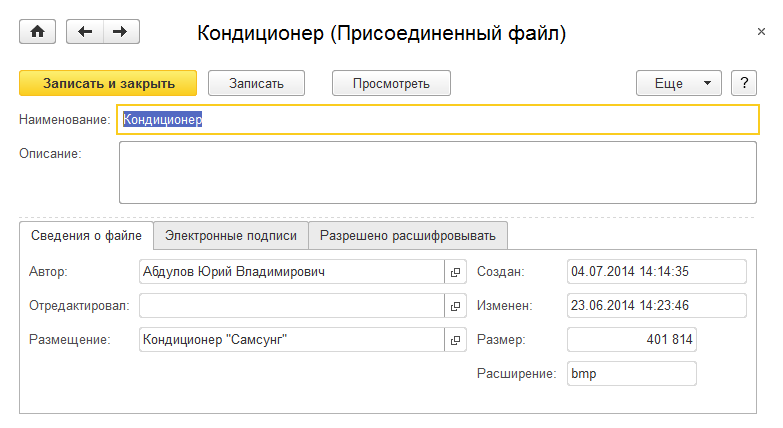 Кондиционер (Присоединенный файл)
Записать и закрыть
Записать
Просмотреть
Еще
?
Наименование:
Кондиционер
Описание:
Сведения о файле
Электронные подписи
Разрешено расшифровывать
Автор:
Абдулов Юрий Владимирович
Создан:
04.07.2014 14:14:35
Отредактировал:
Изменен:
23.06.2014 14:23:46
Размещение:
Кондиционер "Самсунг"
Размер:
401 814
Расширение:
bmp